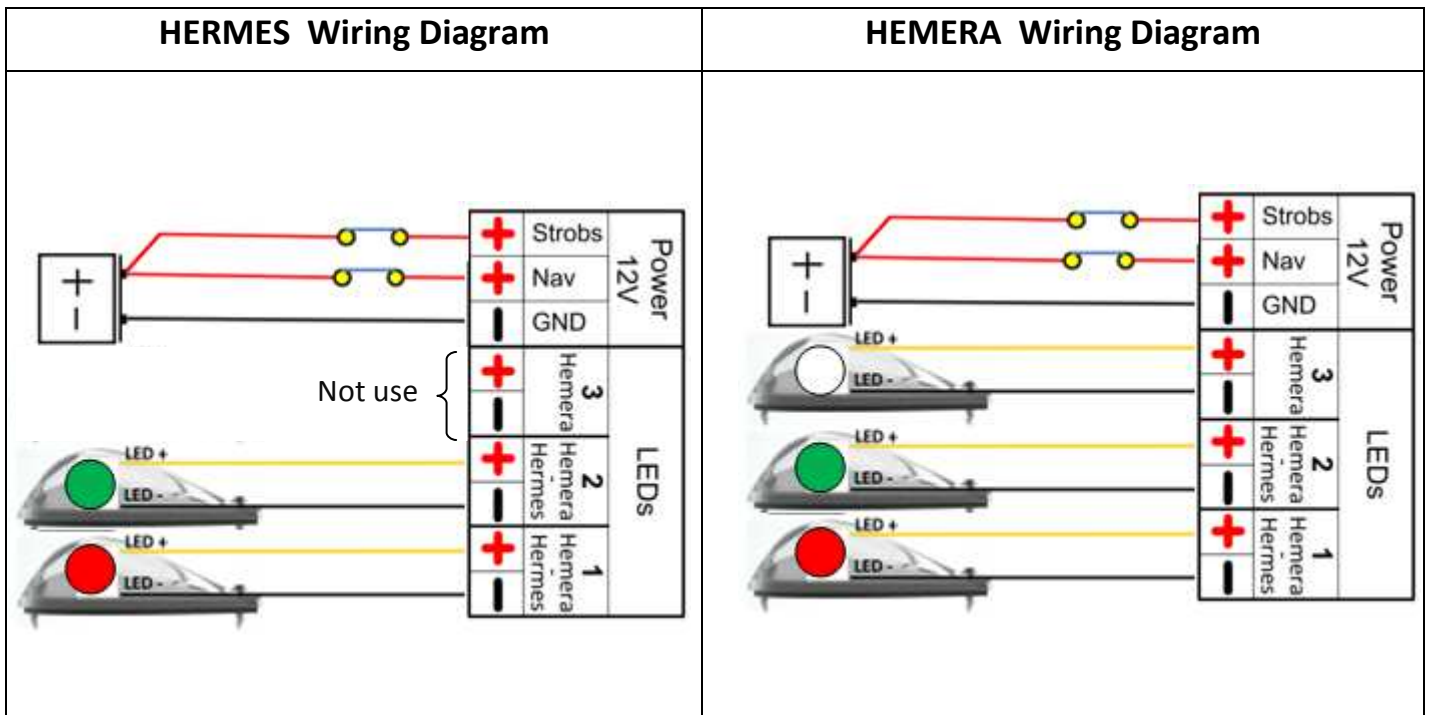 HERMES Wiring Diagram
+
-
+ Strobs
+ Nav
- GND
Power
12V
Not use
+
-
3
Hemera
LED +
LED -
+
-
2
Hemera
Hermes
LED +
LED -
+
-
1
Hemera
Hermes
LEDs
HEMERA Wiring Diagram
+
-
+ Strobs
+ Nav
- GND
Power
12V
LED +
LED -
+
-
3
Hemera
LED +
LED -
+
-
2
Hemera
Hermes
LED +
LED -
+
-
1
Hemera
Hermes
LEDs